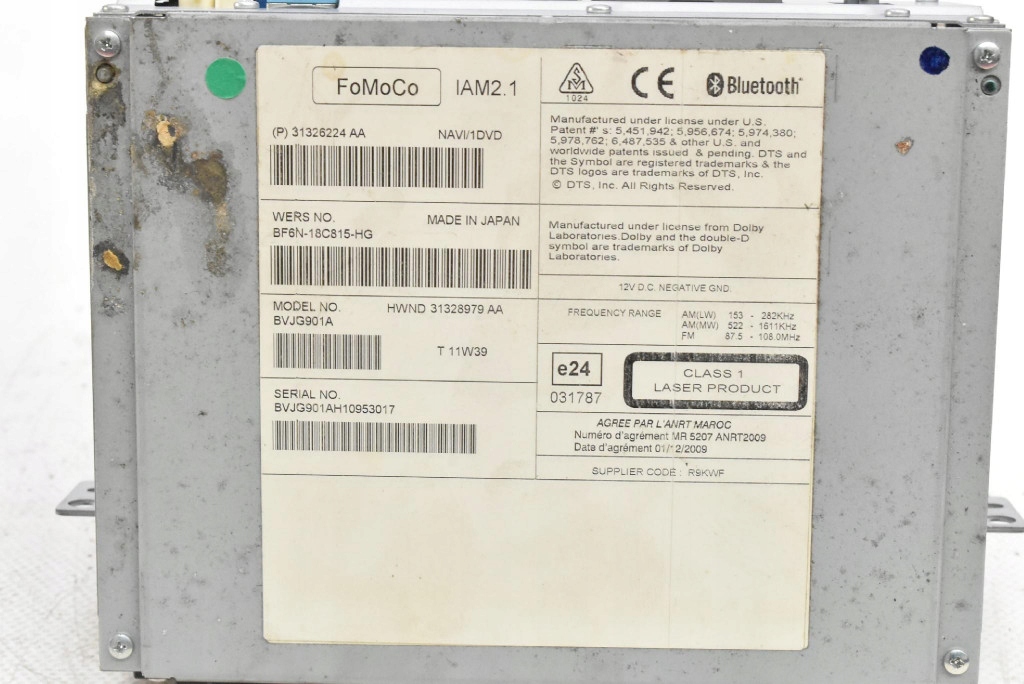 FoMoCo IAM2.1
(P) 31326224 AA NAVI/1DVD
WERS NO. MADE IN JAPAN
BF6N-18C815-HG
MODEL NO. HWND 31328979 AA
BVJG901A
T 11W39
SERIAL NO.
BVJG901AH10953017
1024
CE Bluetooth
Manufactured under license under U.S.
Patent #' s: 5,451,942; 5,956,674; 5,974,380;
5,978,762; 6,487,535 & other U.S. and
worldwide patents issued & pending. DTS and
the Symbol are registered trademarks & the
DTS logos are trademarks of DTS, Inc.
© DTS, Inc. All Rights Reserved.
Manufactured under license from Dolby
Laboratories.Dolby and the double-D
symbol are trademarks of Dolby
Laboratories.
12V D.C. NEGATIVE GND.
FREQUENCY RANGE AM(LW) 153 - 282KHz
AM(MW) 522 - 1611KHz
FM 87.5 - 108.0MHz
e24
031787
CLASS 1
LASER PRODUCT
AGREE PAR L'ANRT MAROC
Numéro d'agrément MR 5207 ANRT2009
Date d'agrément 01/12/2009
SUPPLIER CODE : R9KWF